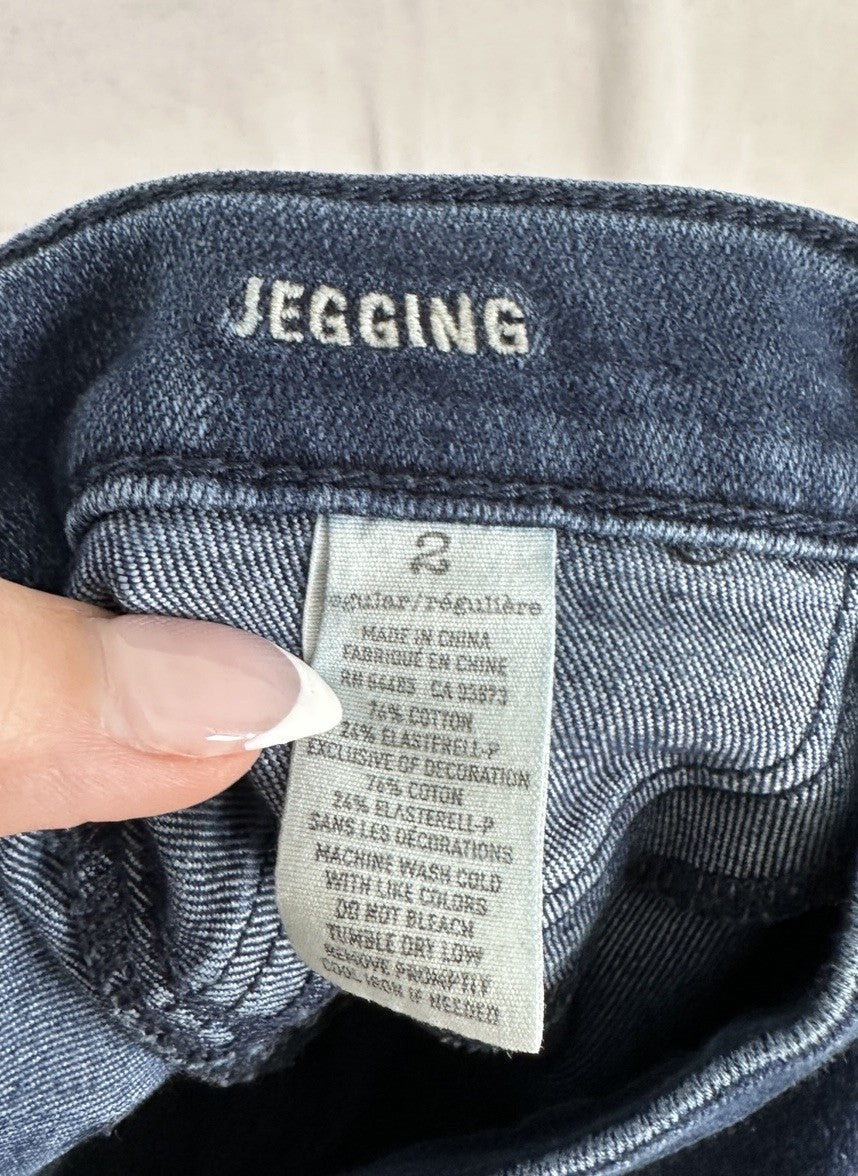 JEGGING
2
egular/régulière
MADE IN CHINA
FABRIQUÉ EN CHINE
RN 54483 CA 03873
76% COTTON
24% ELASTERELL-P
EXCLUSIVE OF DECORATION
76% COTON
24% ELASTERELL-P
SANS LES DÉCORATIONS
MACHINE WASH COLD
WITH LIKE COLORS
DO NOT BLEACH
TUMBLE DRY LOW
REMOVE PROMPTLY
COOL IRON IF NEEDED